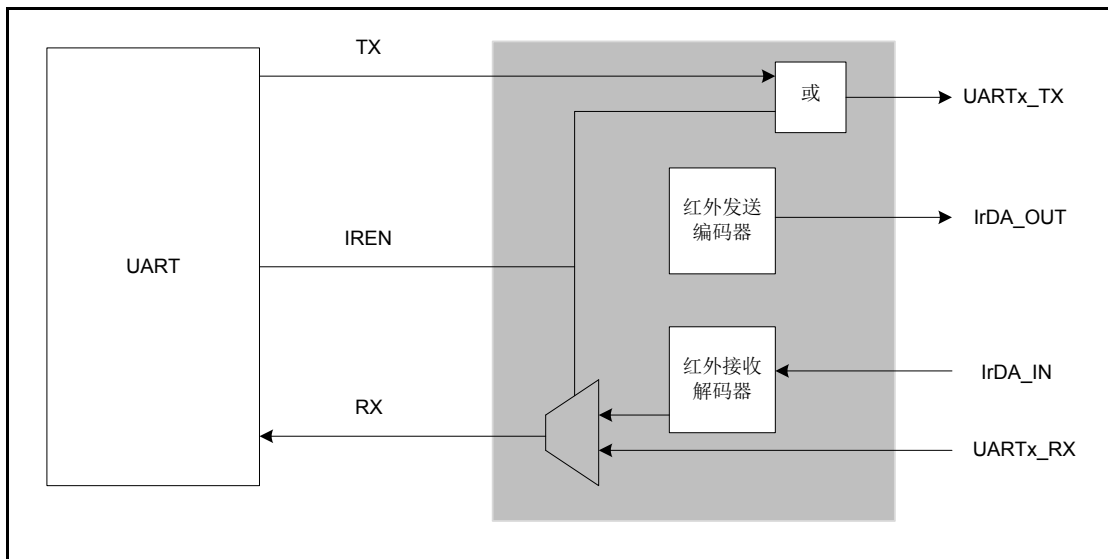 TX
或
UARTx_TX
红外发送
编码器
IrDA_OUT
IREN
UART
红外接收
解码器
IrDA_IN
RX
UARTx_RX